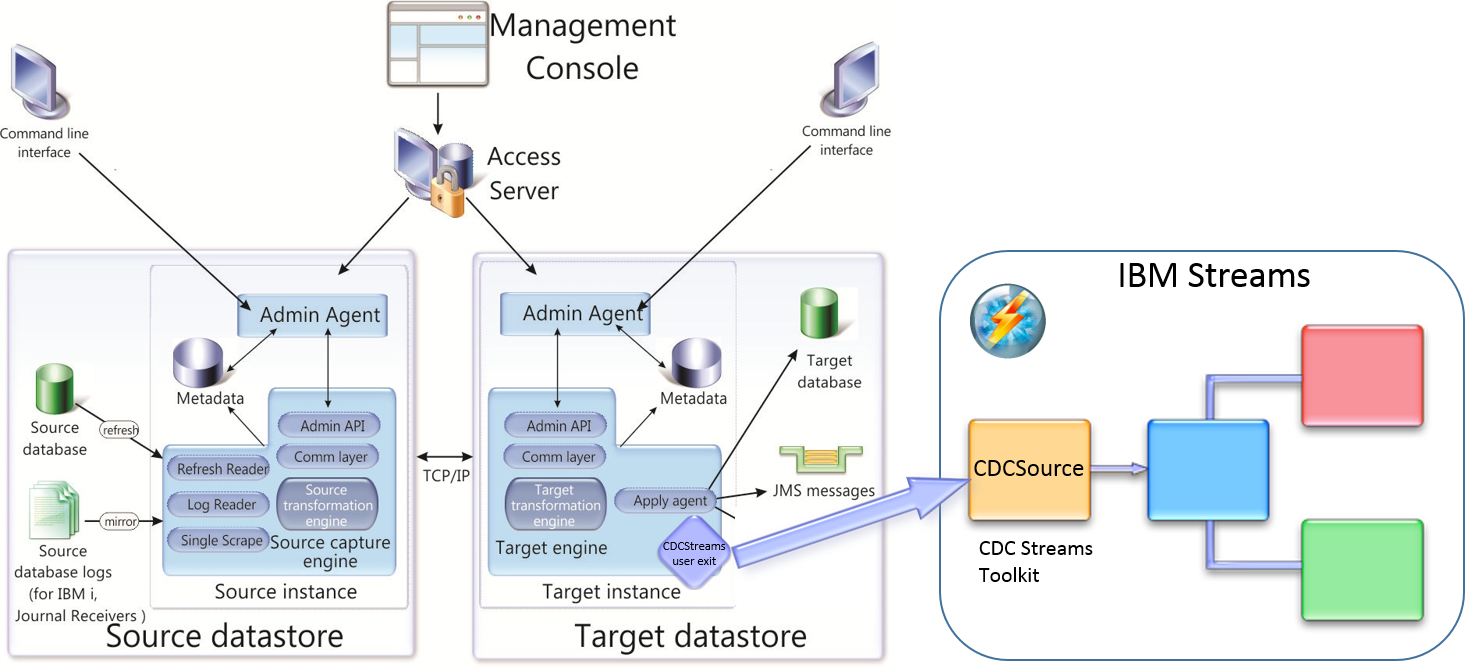 Management
Console
Command line
interface
Command line
interface
Access
Server
IBM Streams
Admin Agent
Admin Agent
Metadata
Metadata
Target
database
Source
database
refresh
Admin API
Comm layer
Refresh Reader
Log Reader
Single Scrape
Source
transformation
engine
Source capture
engine
mirror
Source
database logs
(for IBM i,
Journal Receivers )
Source instance
Source datastore
TCP/IP
Admin API
Comm layer
Target
transformation
engine
Apply agent
Target engine
CDCStreams
user exit
Target instance
Target datastore
JMS messages
CDCSource
CDC Streams
Toolkit